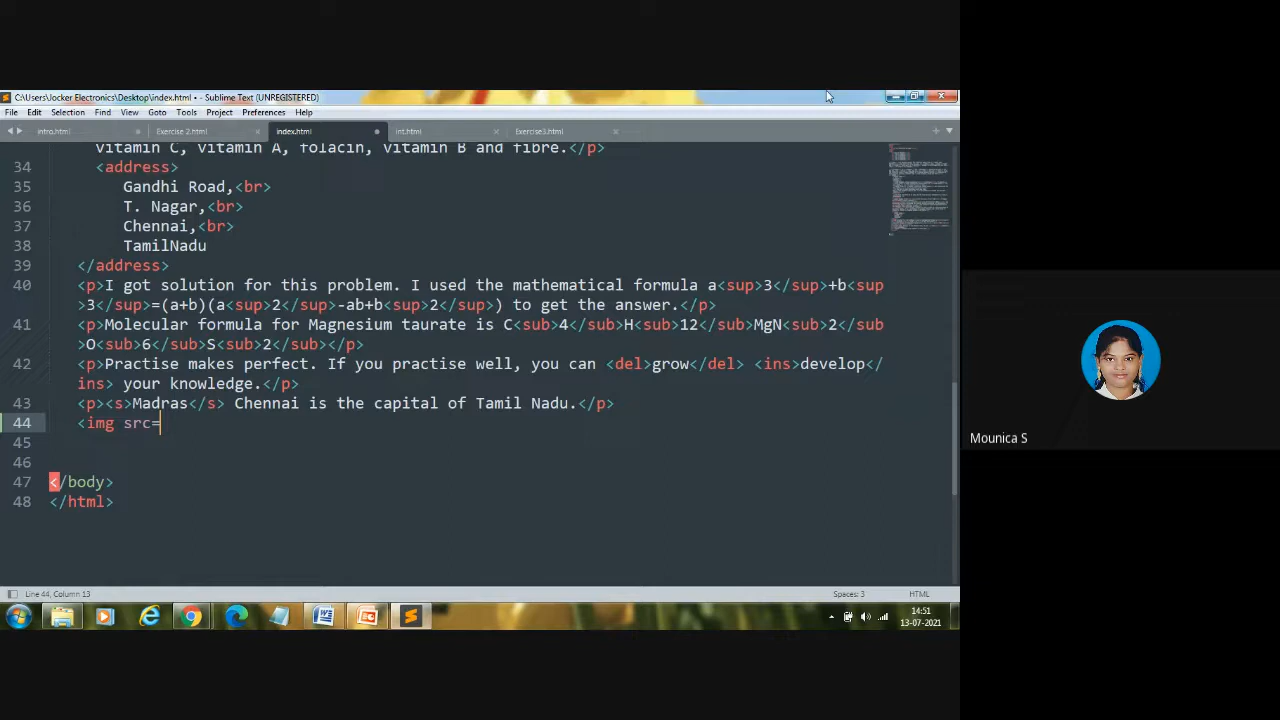 C:\Users\Jocker Electronics\Desktop\index.html • - Sublime Text (UNREGISTERED)
File Edit Selection Find View Goto Tools Project Preferences Help
intro.html Exercise 2.html index.html int.html Exercise3.html
vitamin C, vitamin A, folacin, vitamin B and fibre.</p>
34 <address>
35 Gandhi Road,<br>
36 T. Nagar,<br>
37 Chennai,<br>
38 TamilNadu
39 </address>
40 <p>I got solution for this problem. I used the mathematical formula a<sup>3</sup>+b<sup
>3</sup>=(a+b)(a<sup>2</sup>-ab+b<sup>2</sup>) to get the answer.</p>
41 <p>Molecular formula for Magnesium taurate is C<sub>4</sub>H<sub>12</sub>MgN<sub>2</sub
>O<sub>6</sub>S<sub>2</sub></p>
42 <p>Practise makes perfect. If you practise well, you can <del>grow</del> <ins>develop</
ins> your knowledge.</p>
43 <p><s>Madras</s> Chennai is the capital of Tamil Nadu.</p>
44 <img src=
45
46
47 </body>
48 </html>
Line 44, Column 13
Spaces: 3
HTML
14:51
13-07-2021
Mounica S